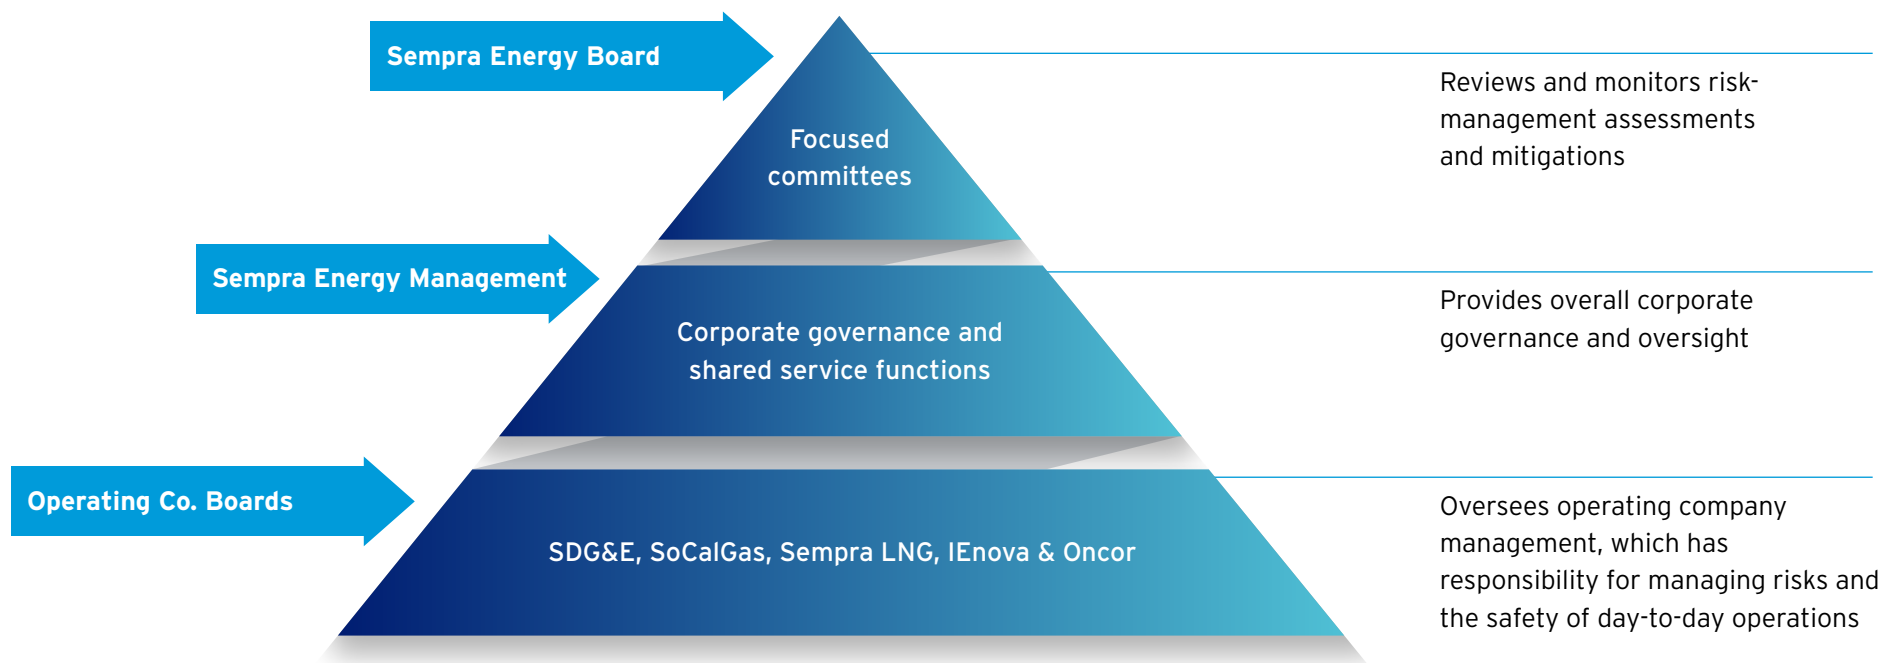 Sempra Energy Board
Focused
committees
Reviews and monitors risk-
management assessments
and mitigations
Sempra Energy Management
Corporate governance and
shared service functions
Provides overall corporate
governance and oversight
Operating Co. Boards
SDG&E, SoCalGas, Sempra LNG, IEnova & Oncor
Oversees operating company
management, which has
responsibility for managing risks and
the safety of day-to-day operations